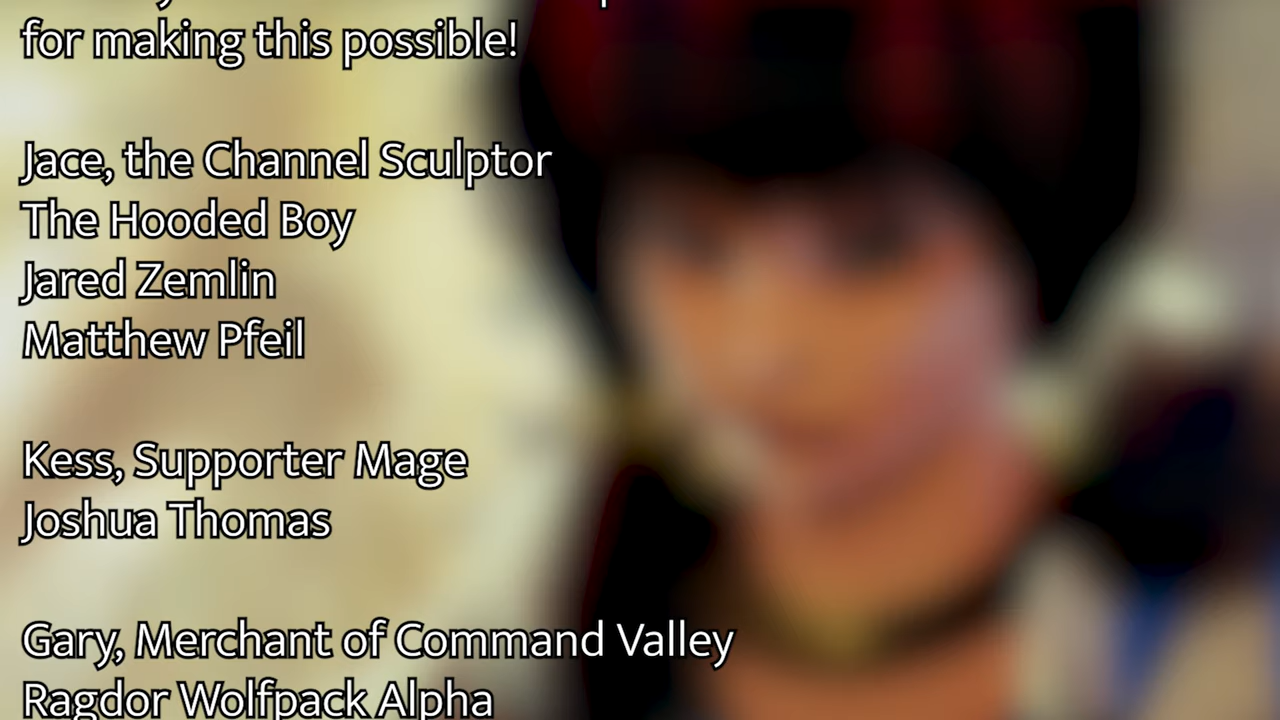 for making this possible!
Jace, the Channel Sculptor
The Hooded Boy
Jared Zemlin
Matthew Pfeil
Kess, Supporter Mage
Joshua Thomas
Gary, Merchant of Command Valley
Ragdor Wolfpack Alpha